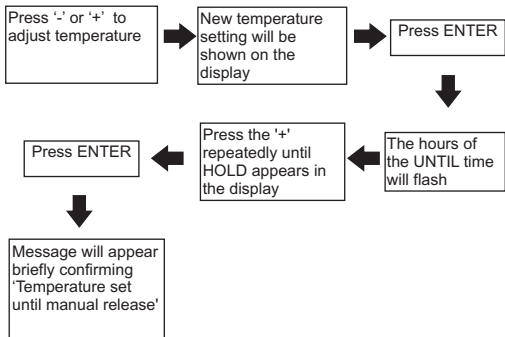 Press ‘-’ or ‘+’ to
adjust temperature
New temperature
setting will be
shown on the
display
Press ENTER
The hours of
the UNTIL time
will flash
Press the '+'
repeatedly until
HOLD appears in
the display
Press ENTER
Message will appear
briefly confirming
‘Temperature set
until manual release'